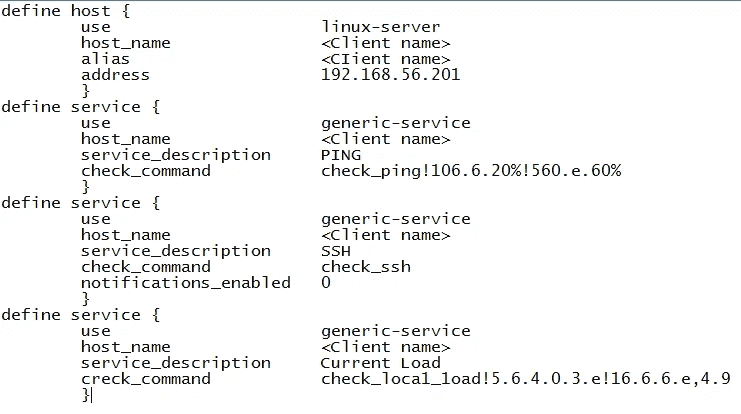 define host {
use linux-server
host_name <Client name>
alias <CIient name>
address 192.168.56.201
}
define service {
use generic-service
host_name <Client name>
service_description PING
check_command check_ping!106.6.20%!560.e.60%
}
define service {
use generic-service
host_name <Client name>
service_description SSH
check_command check_ssh
notifications_enabled 0
}
define service {
use generic-service
host_name <Client name>
service_description Current Load
creck_command check_loca1_1oad!5.6.4.0.3.e!16.6.6.e,4.9
}